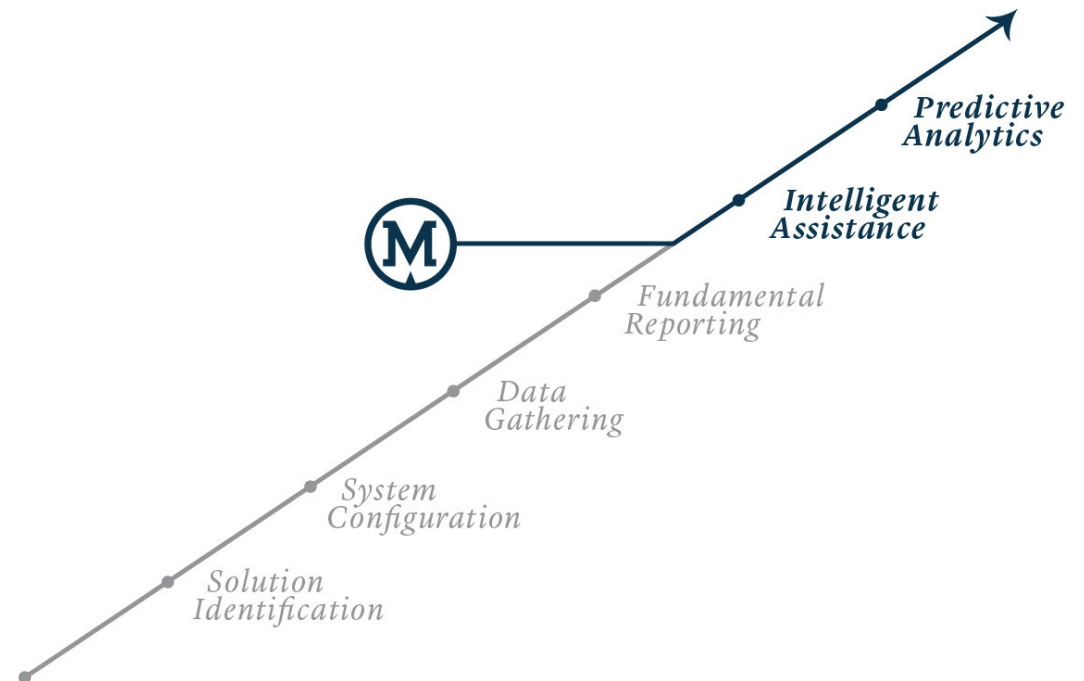 Predictive
Analytics
Intelligent
Assistance
M
Fundamental
Reporting
Data
Gathering
System
Configuration
Solution
Identification